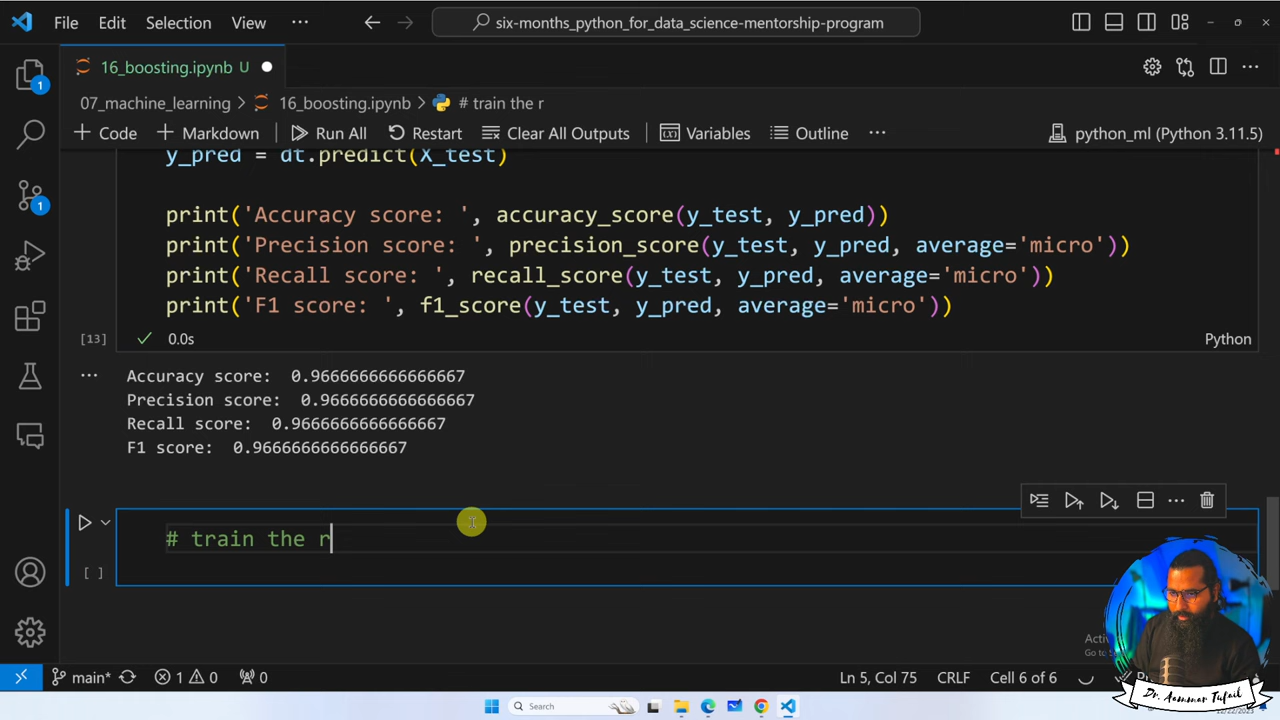 File Edit Selection View ···
six-months_python_for_data_science-mentorship-program
16_boosting.ipynb U
07_machine_learning > 16_boosting.ipynb > # train the r
+ Code + Markdown Run All Restart Clear All Outputs Variables Outline ··· python_ml (Python 3.11.5)
y_pred = dt.predict(X_test)
print('Accuracy score: ', accuracy_score(y_test, y_pred))
print('Precision score: ', precision_score(y_test, y_pred, average='micro'))
print('Recall score: ', recall_score(y_test, y_pred, average='micro'))
print('F1 score: ', f1_score(y_test, y_pred, average='micro'))
[13] 0.0s Python
··· Accuracy score: 0.9666666666666667
Precision score: 0.9666666666666667
Recall score: 0.9666666666666667
F1 score: 0.9666666666666667
# train the r
[ ]
1
1
Dr. Aammar Tufail
main* 1 0 0 Ln 5, Col 75 CRLF Cell 6 of 6
Search
12/22/2023